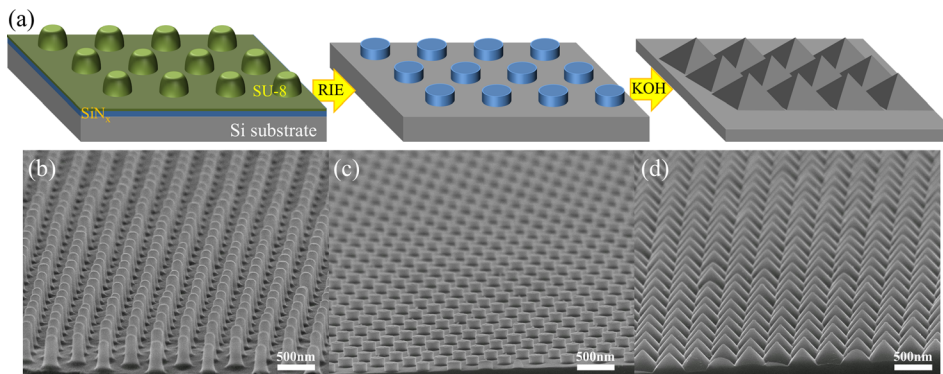 (a)
SU-8
SiNx
Si substrate
RIE
KOH
(b)
500nm
(c)
500nm
(d)
500nm